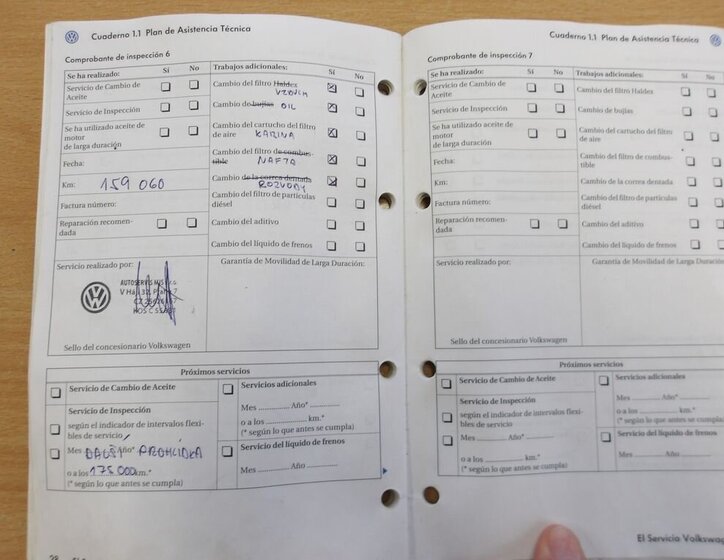 Cuaderno 1.1 Plan de Asistencia Técnica
Comprobante de inspección 6
Se ha realizado: Sí No
Servicio de Cambio de
Aceite
Servicio de Inspección
Se ha utilizado aceite de
motor
de larga duración
Fecha:
Km: 159 060
Factura número:
Reparación recomen-
dada
Trabajos adicionales: Sí No
Cambio del filtro Haldex
VZDUCH
Cambio de bujías OIL
Cambio del cartucho del filtro
de aire KABINA
Cambio del filtro de combus-
tible NAFTA
Cambio de la correa dentada
ROZVODY
Cambio del filtro de partículas
diésel
Cambio del aditivo
Cambio del líquido de frenos
Servicio realizado por:
Garantía de Movilidad de Larga Duración:
Sello del concesionario Volkswagen
Próximos servicios
Servicio de Cambio de Aceite
Servicio de Inspección
según el indicador de intervalos flexi-
bles de servicio
Mes Año*
DALŠÍ PROHLÍDKA
o a los 175 000 km.*
(* según lo que antes se cumpla)
Servicios adicionales
Mes Año*
o a los km.*
(* según lo que antes se cumpla)
Servicio del líquido de frenos
Mes Año
Cuaderno 1.1 Plan de Asistencia Técnica
Comprobante de inspección 7
Se ha realizado: Sí No
Servicio de Cambio de
Aceite
Servicio de Inspección
Se ha utilizado aceite de
motor
de larga duración
Fecha:
Km:
Factura número:
Reparación recomen-
dada
Trabajos adicionales: Sí No
Cambio del filtro Haldex
Cambio de bujías
Cambio del cartucho del filtro
de aire
Cambio del filtro de combus-
tible
Cambio de la correa dentada
Cambio del filtro de partículas
diésel
Cambio del aditivo
Cambio del líquido de frenos
Servicio realizado por:
Garantía de Movilidad de Larga Duración:
Sello del concesionario Volkswagen
Próximos servicios
Servicio de Cambio de Aceite
Servicio de Inspección
según el indicador de intervalos flexi-
bles de servicio
Mes Año*
o a los km.*
(* según lo que antes se cumpla)
Servicios adicionales
Mes Año*
o a los km.*
(* según lo que antes se cumpla)
Servicio del líquido de frenos
Mes Año
El Servicio Volkswa